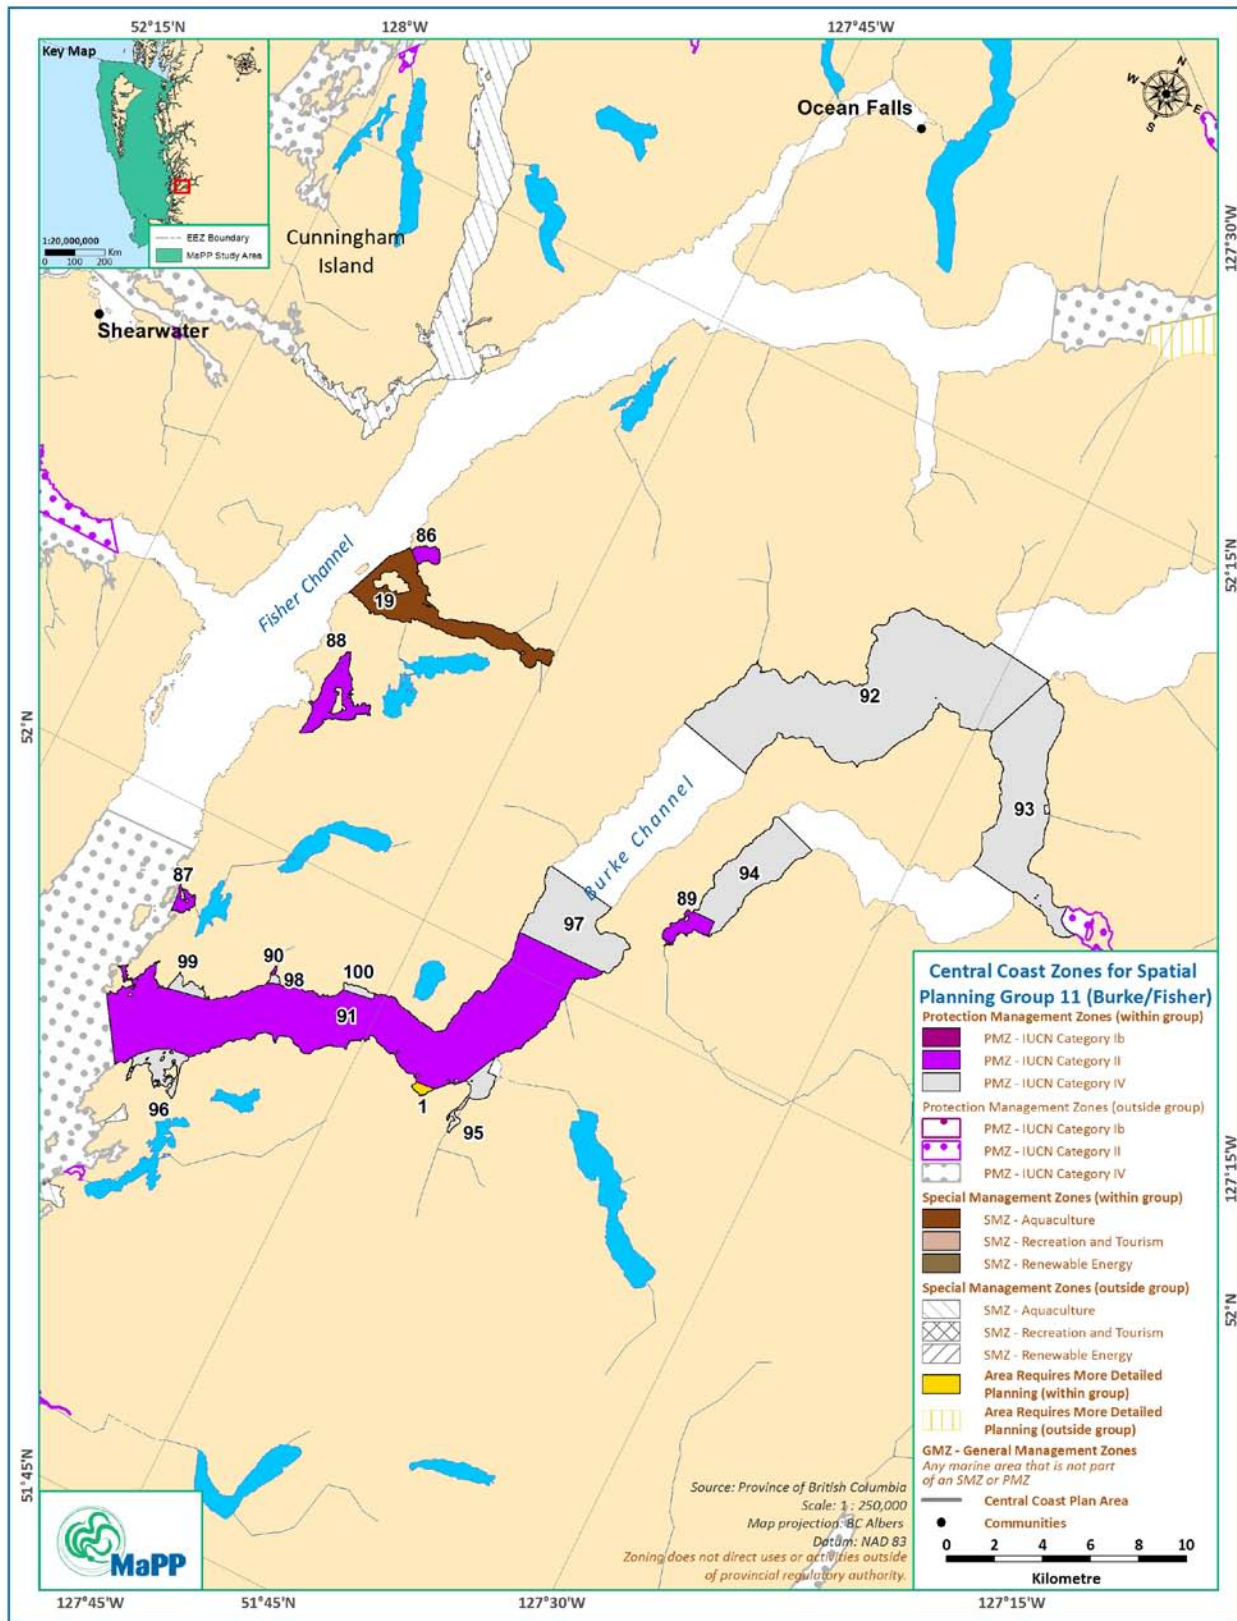 52°15'N
128°W
127°45'W
Key Map
N
W
E
S
1:20,000,000
0 100 200 Km
EEZ Boundary
MaPP Study Area
Ocean Falls
Cunningham
Island
Shearwater
127°30'W
Fisher Channel
86
19
88
52°15'N
92
52°N
Burke Channel
93
87
94
89
97
99
90
98
100
91
96
1
95
127°15'W
52°N
51°45'N
Central Coast Zones for Spatial
Planning Group 11 (Burke/Fisher)
Protection Management Zones (within group)
PMZ - IUCN Category Ib
PMZ - IUCN Category II
PMZ - IUCN Category IV
Protection Management Zones (outside group)
PMZ - IUCN Category Ib
PMZ - IUCN Category II
PMZ - IUCN Category IV
Special Management Zones (within group)
SMZ - Aquaculture
SMZ - Recreation and Tourism
SMZ - Renewable Energy
Special Management Zones (outside group)
SMZ - Aquaculture
SMZ - Recreation and Tourism
SMZ - Renewable Energy
Area Requires More Detailed
Planning (within group)
Area Requires More Detailed
Planning (outside group)
GMZ - General Management Zones
Any marine area that is not part
of an SMZ or PMZ
Central Coast Plan Area
Communities
0 2 4 6 8 10
Kilometre
Source: Province of British Columbia
Scale: 1 : 250,000
Map projection: BC Albers
Datum: NAD 83
Zoning does not direct uses or activities outside
of provincial regulatory authority.
MaPP
127°45'W
51°45'N
127°30'W
127°15'W